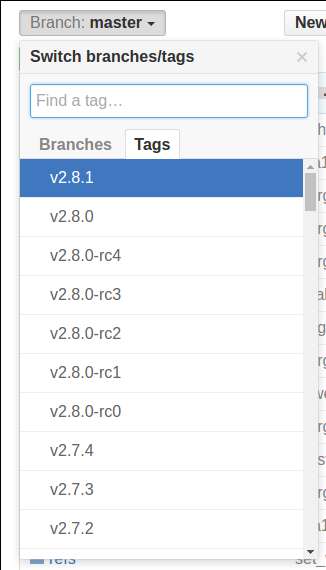 Branch: master
New
Switch branches/tags
Find a tag…
Branches Tags
v2.8.1
v2.8.0
v2.8.0-rc4
v2.8.0-rc3
v2.8.0-rc2
v2.8.0-rc1
v2.8.0-rc0
v2.7.4
v2.7.3
v2.7.2
refs
set_